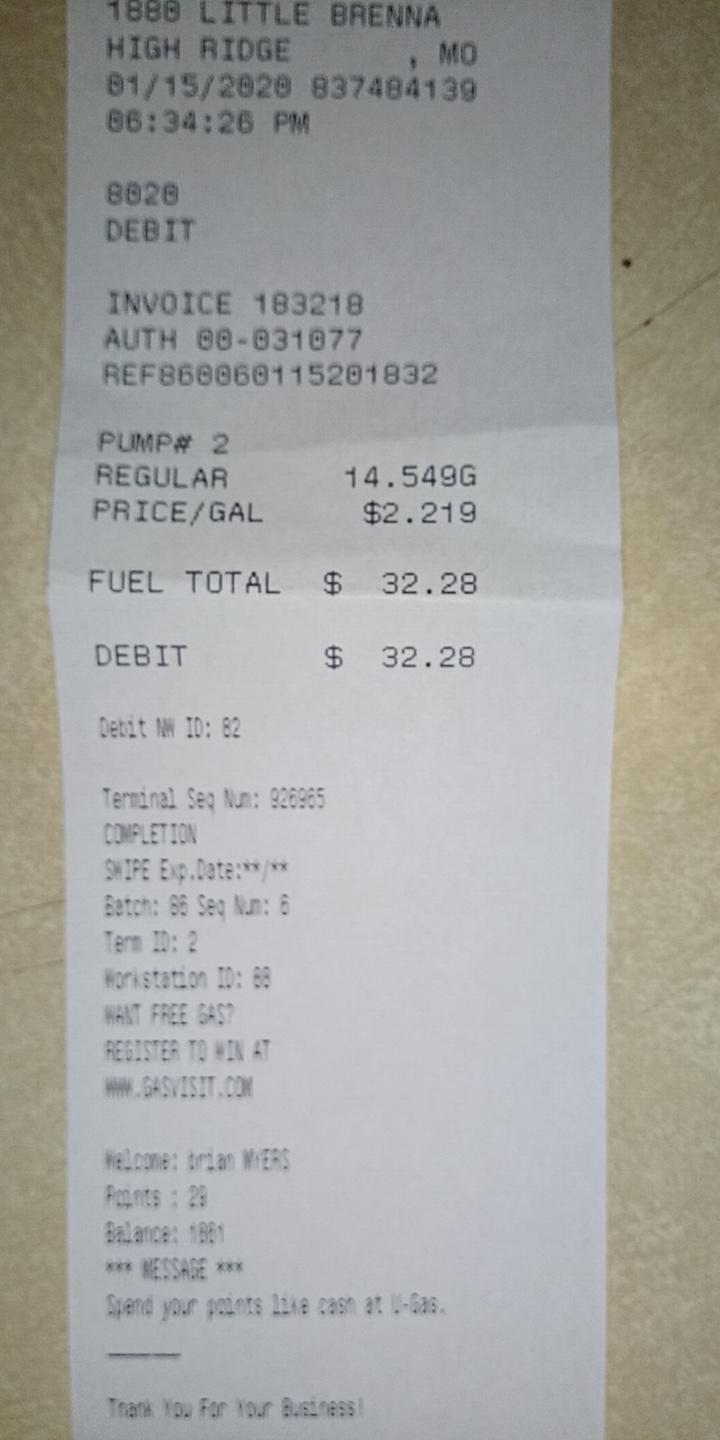 1880 LITTLE BRENNA
HIGH RIDGE , MO
01/15/2020 837484139
06:34:26 PM
8020
DEBIT
INVOICE 183218
AUTH 00-031077
REF860060115201832
PUMP# 2
REGULAR 14.549G
PRICE/GAL $2.219
FUEL TOTAL $ 32.28
DEBIT $ 32.28
Debit NW ID: 82
Terminal Seq Num: 926965
COMPLETION
SWIPE Exp.Date:**/**
Batch: 86 Seq Num: 6
Term ID: 2
Workstation ID: 00
WANT FREE GAS?
REGISTER TO WIN AT
WWW.GASVISIT.COM
Welcome: brian MYERS
Points : 29
Balance:
*** MESSAGE ***
Spend your points like cash at U-Gas.
Thank You For Your Business!